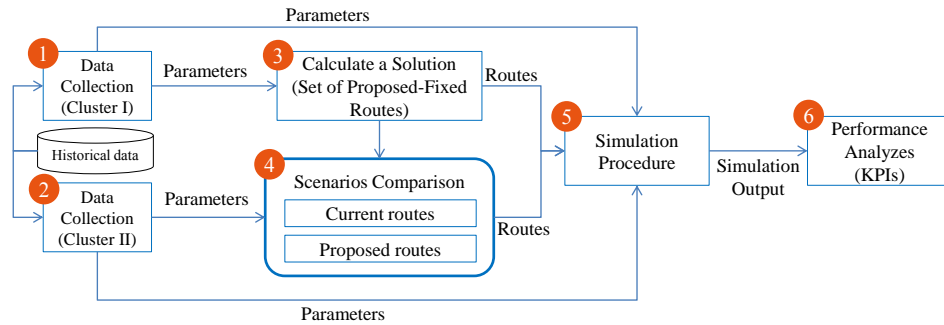 Parameters
1
Data
Collection
(Cluster I)
Parameters
3
Calculate a Solution
(Set of Proposed-Fixed
Routes)
Routes
Historical data
2
Data
Collection
(Cluster II)
Parameters
4
Scenarios Comparison
Current routes
Proposed routes
Routes
5
Simulation
Procedure
Simulation
Output
6
Performance
Analyzes
(KPIs)
Parameters